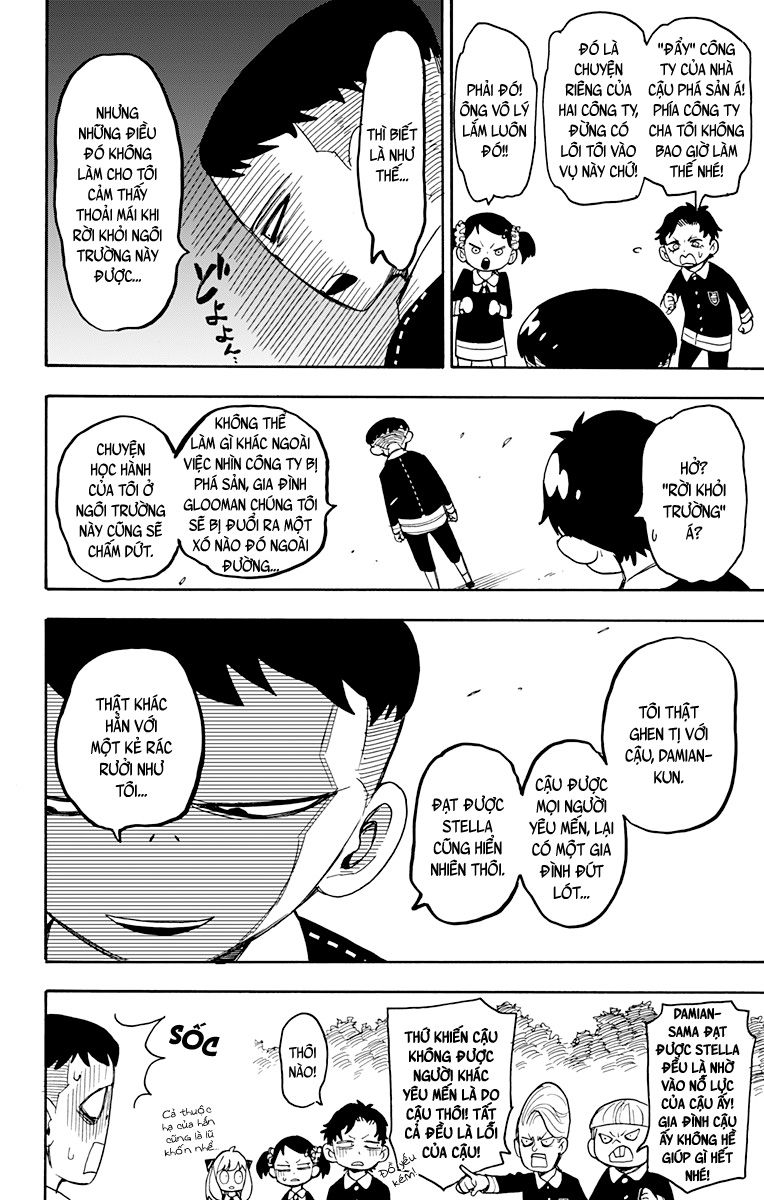 "ĐẨY" CÔNG
TY CỦA NHÀ
CẬU PHÁ SẢN Á!
PHÍA CÔNG TY
CHA TÔI KHÔNG
BAO GIỜ LÀM
THẾ NHÉ!
ĐÓ LÀ
CHUYỆN
RIÊNG CỦA
HAI CÔNG TY,
ĐỪNG CÓ
LÔI TÔI VÀO
VỤ NÀY CHỨ!
PHẢI ĐÓ!
ÔNG VÔ LÝ
LẮM LUÔN
ĐÓ!!
THÌ BIẾT
LÀ NHƯ
THẾ...
NHƯNG
NHỮNG ĐIỀU
ĐÓ KHÔNG
LÀM CHO TÔI
CẢM THẤY
THOẢI MÁI KHI
RỜI KHỎI NGÔI
TRƯỜNG NÀY
ĐƯỢC...
どよよん...
HỞ?
"RỜI KHỎI
TRƯỜNG"
Á?
KHÔNG THỂ
LÀM GÌ KHÁC NGOÀI
VIỆC NHÌN CÔNG TY BỊ
PHÁ SẢN, GIA ĐÌNH
GLOOMAN CHÚNG TÔI
SẼ BỊ ĐUỔI RA MỘT
XÓ NÀO ĐÓ NGOÀI
ĐƯỜNG...
CHUYỆN
HỌC HÀNH
CỦA TÔI Ở
NGÔI TRƯỜNG
NÀY CŨNG SẼ
CHẤM DỨT.
TÔI THẬT
GHEN TỊ VỚI
CẬU, DAMIAN-
KUN.
CẬU ĐƯỢC
MỌI NGƯỜI
YÊU MẾN, LẠI
CÓ MỘT GIA
ĐÌNH ĐÚT
LÓT...
ĐẠT ĐƯỢC
STELLA
CŨNG HIỂN
NHIÊN THÔI.
THẬT KHÁC
HẲN VỚI
MỘT KẺ RÁC
RƯỞI NHƯ
TÔI...
DAMIAN-
SAMA ĐẠT
ĐƯỢC STELLA
ĐỀU LÀ NHỜ
VÀO NỖ LỰC
CỦA CẬU ẤY!
GIA ĐÌNH CẬU
ẤY KHÔNG HỀ
GIÚP GÌ HẾT
NHÉ!
THỨ KHIẾN CẬU
KHÔNG ĐƯỢC
NGƯỜI KHÁC
YÊU MẾN LÀ DO
CẬU THÔI! TẤT
CẢ ĐỀU LÀ LỖI
CỦA CẬU!
Đồ yếu
kém!
THÔI
NÀO!
SỐC
Cả thuộc
hạ của hắn
cũng là lũ
khốn nhể...